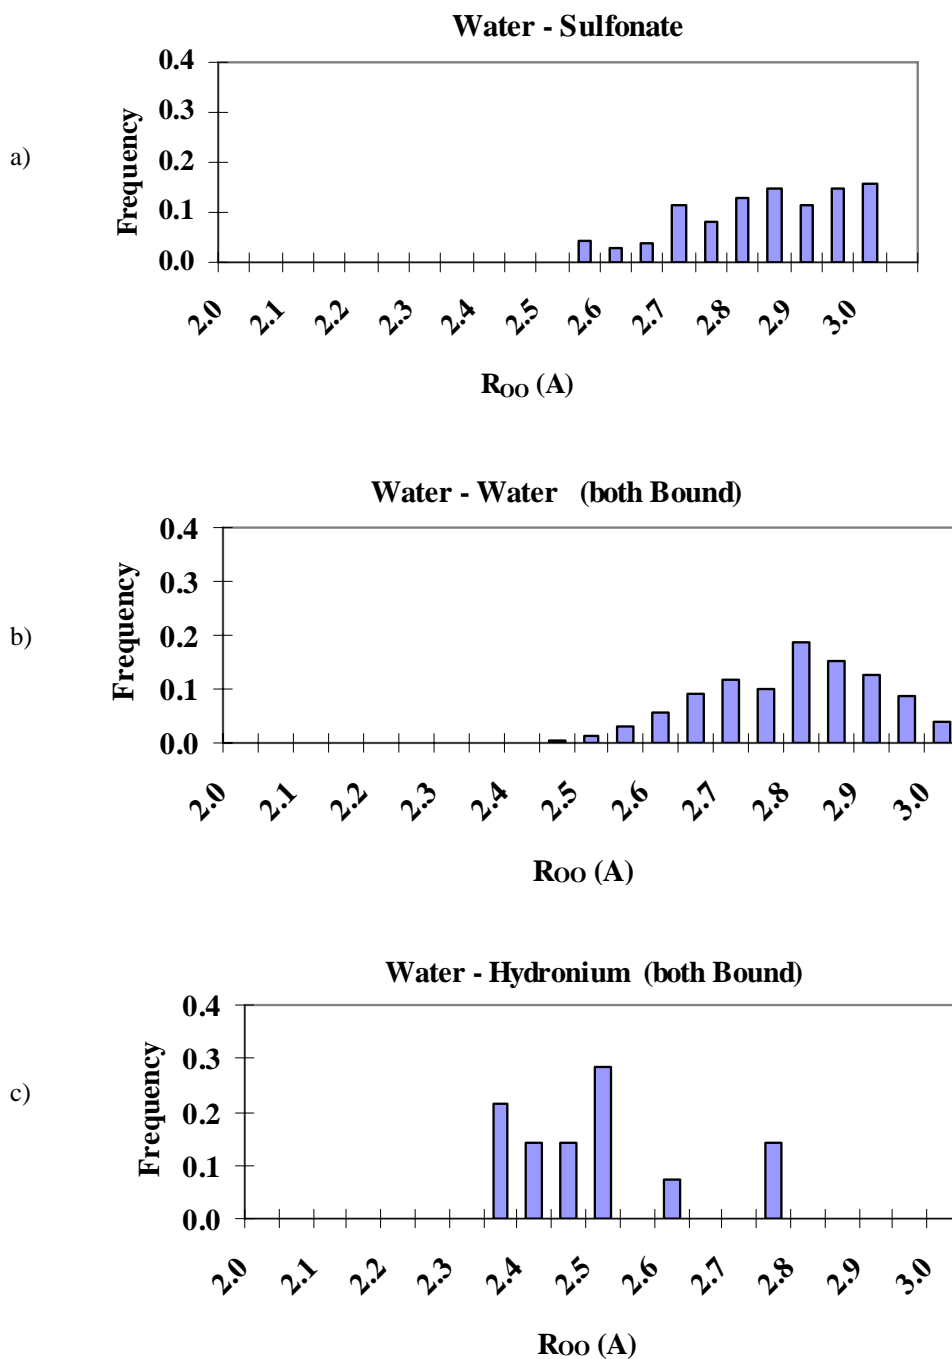 Water - Sulfonate
a)
Frequency
0.4
0.3
0.2
0.1
0.0
2.0 2.1 2.2 2.3 2.4 2.5 2.6 2.7 2.8 2.9 3.0
ROO (A)
Water - Water (both Bound)
b)
Frequency
0.4
0.3
0.2
0.1
0.0
2.0 2.1 2.2 2.3 2.4 2.5 2.6 2.7 2.8 2.9 3.0
ROO (A)
Water - Hydronium (both Bound)
c)
Frequency
0.4
0.3
0.2
0.1
0.0
2.0 2.1 2.2 2.3 2.4 2.5 2.6 2.7 2.8 2.9 3.0
ROO (A)